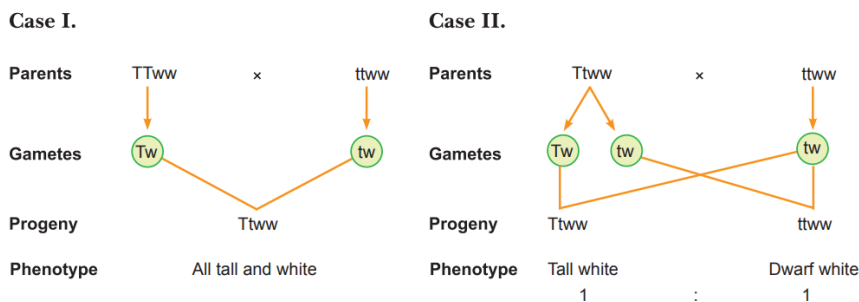 Case I.
Parents TTww × ttww
Gametes Tw tw
Progeny Ttww
Phenotype All tall and white
Case II.
Parents Ttww × ttww
Gametes Tw tw tw
Progeny Ttww ttww
Phenotype Tall white Dwarf white
1 : 1